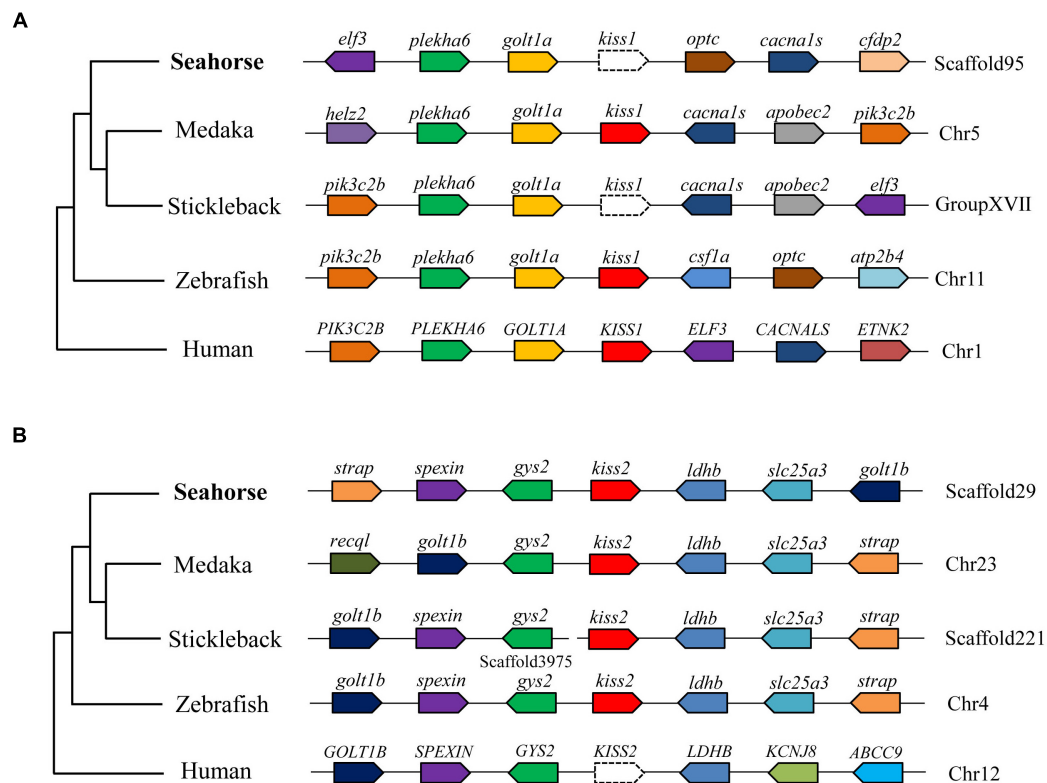 A
elf3 plekha6 golt1a kiss1 optc cacna1s cfdp2
Seahorse Scaffold95
helz2 plekha6 golt1a kiss1 cacna1s apobec2 pik3c2b
Medaka Chr5
pik3c2b plekha6 golt1a kiss1 cacna1s apobec2 elf3
Stickleback GroupXVII
pik3c2b plekha6 golt1a kiss1 csf1a optc atp2b4
Zebrafish Chr11
PIK3C2B PLEKHA6 GOLT1A KISS1 ELF3 CACNALS ETNK2
Human Chr1
B
strap spexin gys2 kiss2 ldhb slc25a3 golt1b
Seahorse Scaffold29
recql golt1b gys2 kiss2 ldhb slc25a3 strap
Medaka Chr23
golt1b spexin gys2 kiss2 ldhb slc25a3 strap
Stickleback Scaffold221
Scaffold3975
golt1b spexin gys2 kiss2 ldhb slc25a3 strap
Zebrafish Chr4
GOLT1B SPEXIN GYS2 KISS2 LDHB KCNJ8 ABCC9
Human Chr12